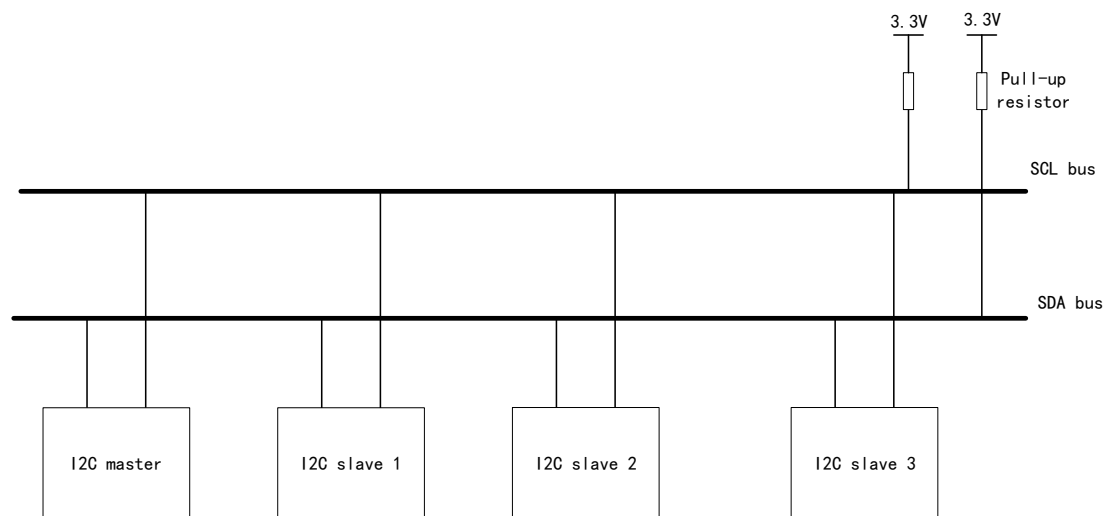 3.3V
3.3V
Pull-up
resistor
SCL bus
SDA bus
I2C master
I2C slave 1
I2C slave 2
I2C slave 3